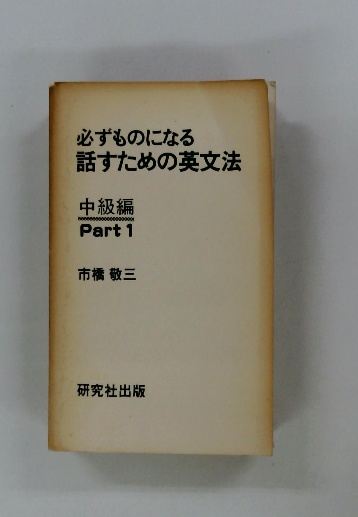 必ずものになる
話すための英文法
中級編
Part 1
市橋 敬三
研究社出版